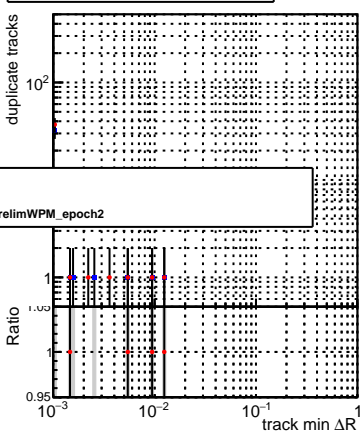 duplicate tracks
10²
relimWPM_epoch2
1
1.05
Ratio
1
0.95
10⁻³ 10⁻² 10⁻¹ 1
track min ΔR